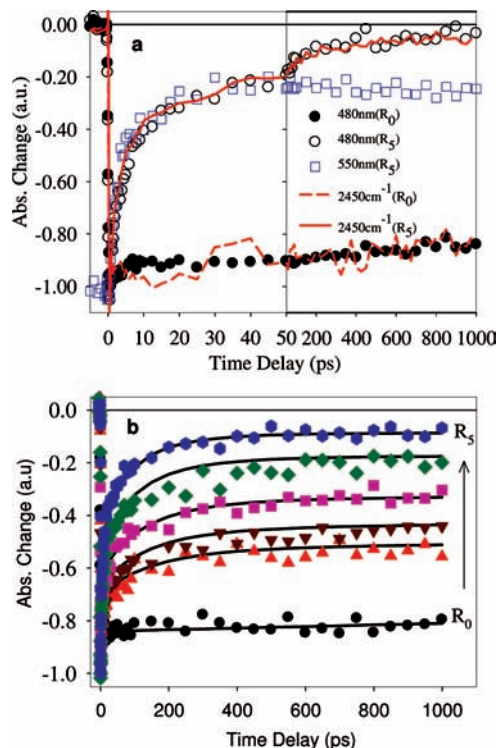 a
Abs. Change (a.u.)
0.00
-0.20
-0.40
-0.60
-0.80
-1.00
480nm(R0)
480nm(R5)
550nm(R5)
2450cm-1(R0)
2450cm-1(R5)
0 10 20 30 40 50 200 400 600 800 1000
Time Delay (ps)
b
Abs. Change (a.u)
0.0
-0.2
-0.4
-0.6
-0.8
-1.0
R5
R0
0 200 400 600 800 1000
Time Delay (ps)